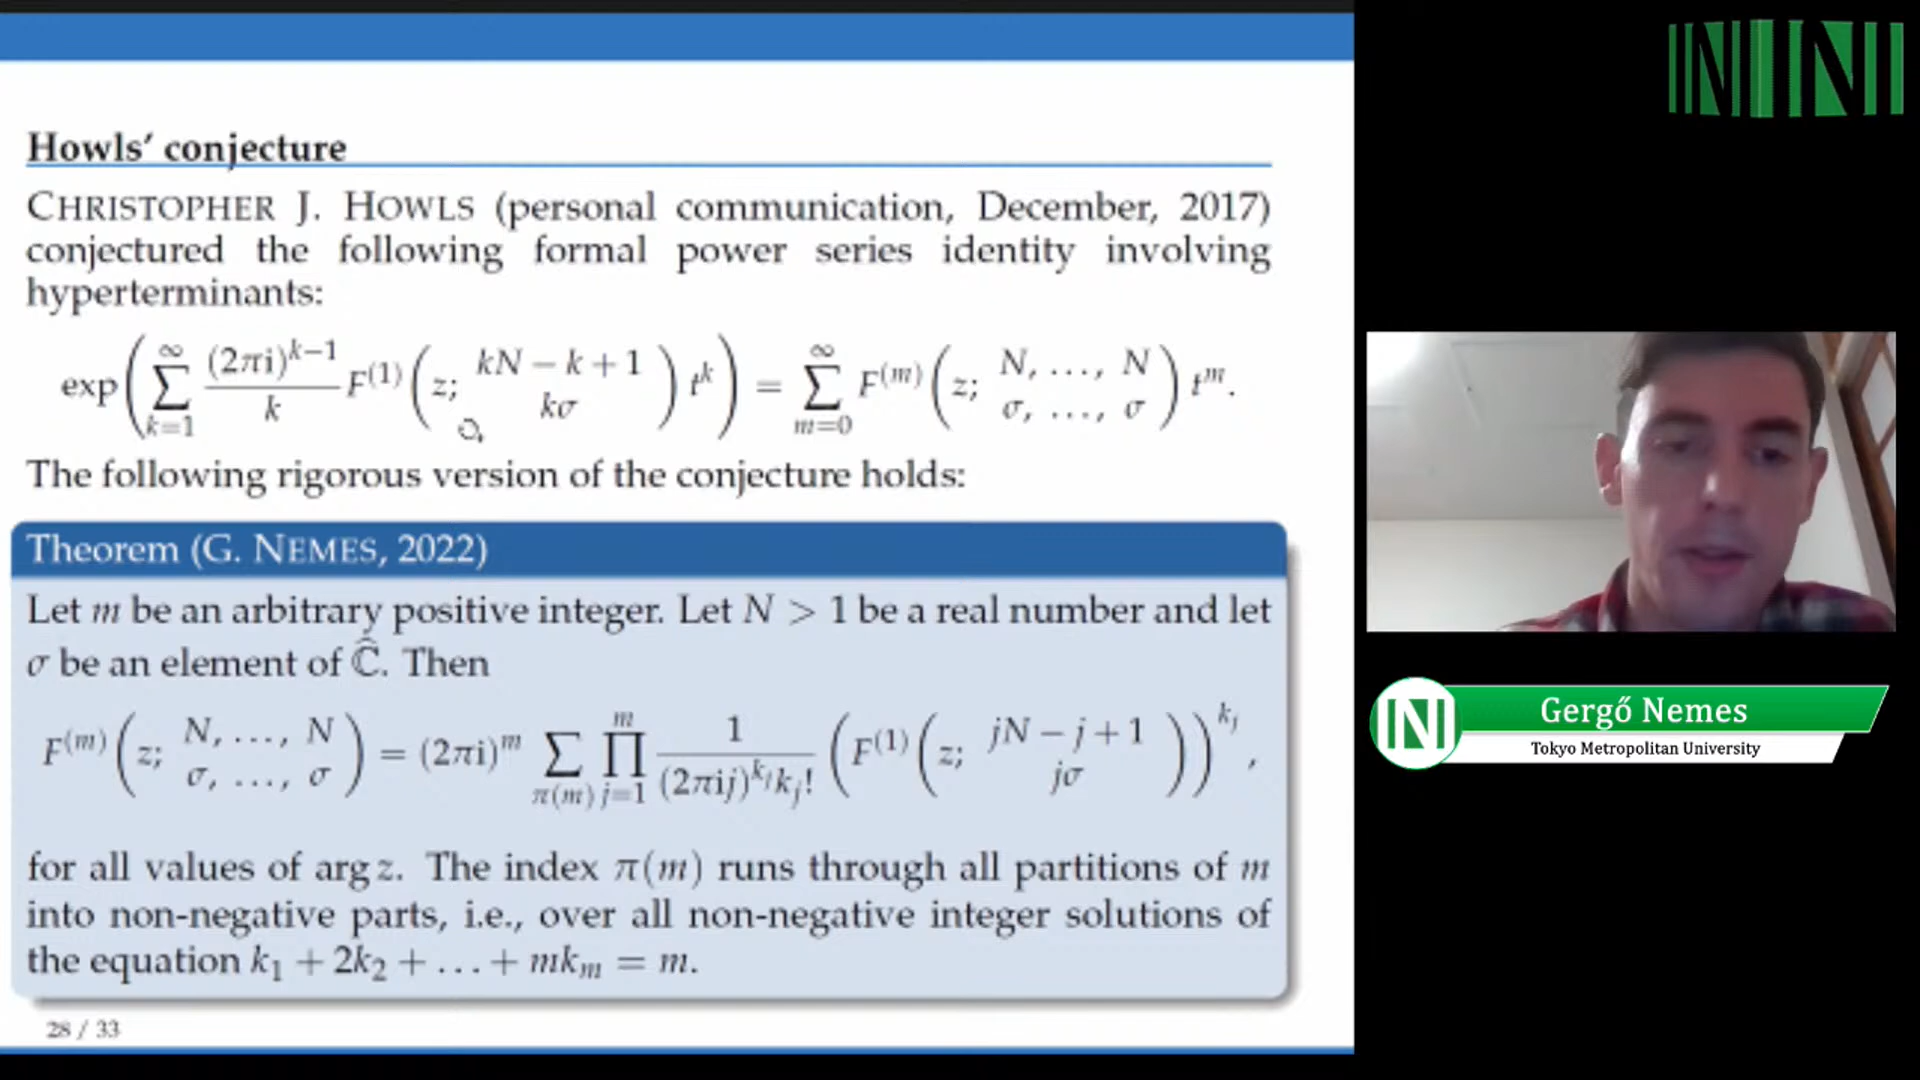 Howls' conjecture
CHRISTOPHER J. HOWLS (personal communication, December, 2017)
conjectured the following formal power series identity involving
hyperterminants:
exp(∑_{k=1}^{∞} (2πi)^{k−1}/k F^{(1)}(z; kN − k + 1 / kσ) t^k) = ∑_{m=0}^{∞} F^{(m)}(z; N, …, N / σ, …, σ) t^m.
The following rigorous version of the conjecture holds:
Theorem (G. NEMES, 2022)
Let m be an arbitrary positive integer. Let N > 1 be a real number and let
σ be an element of Ĉ. Then
F^{(m)}(z; N, …, N / σ, …, σ) = (2πi)^m ∑_{π(m)} ∏_{j=1}^{m} 1/((2πij)^{k_j} k_j!) (F^{(1)}(z; jN − j + 1 / jσ))^{k_j},
for all values of arg z. The index π(m) runs through all partitions of m
into non-negative parts, i.e., over all non-negative integer solutions of
the equation k₁ + 2k₂ + … + mkₘ = m.
28 / 33
Gergő Nemes
Tokyo Metropolitan University